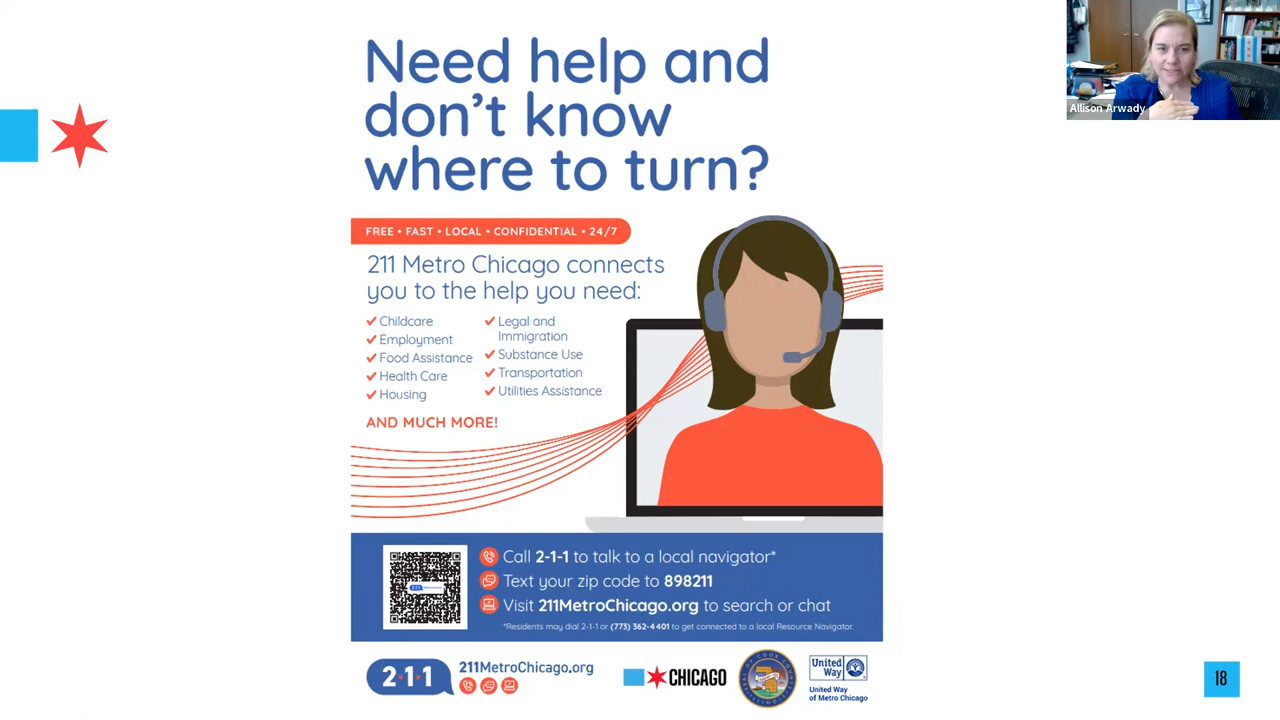 Need help and
don't know
where to turn?
Allison Arwady
FREE • FAST • LOCAL • CONFIDENTIAL • 24/7
211 Metro Chicago connects
you to the help you need:
Childcare
Employment
Food Assistance
Health Care
Housing
Legal and
Immigration
Substance Use
Transportation
Utilities Assistance
AND MUCH MORE!
Call 2-1-1 to talk to a local navigator*
Text your zip code to 898211
Visit 211MetroChicago.org to search or chat
*Residents may dial 2-1-1 or (773) 362-4401 to get connected to a local Resource Navigator.
2·1·1
211MetroChicago.org
CHICAGO
United
Way
United Way
of Metro Chicago
18